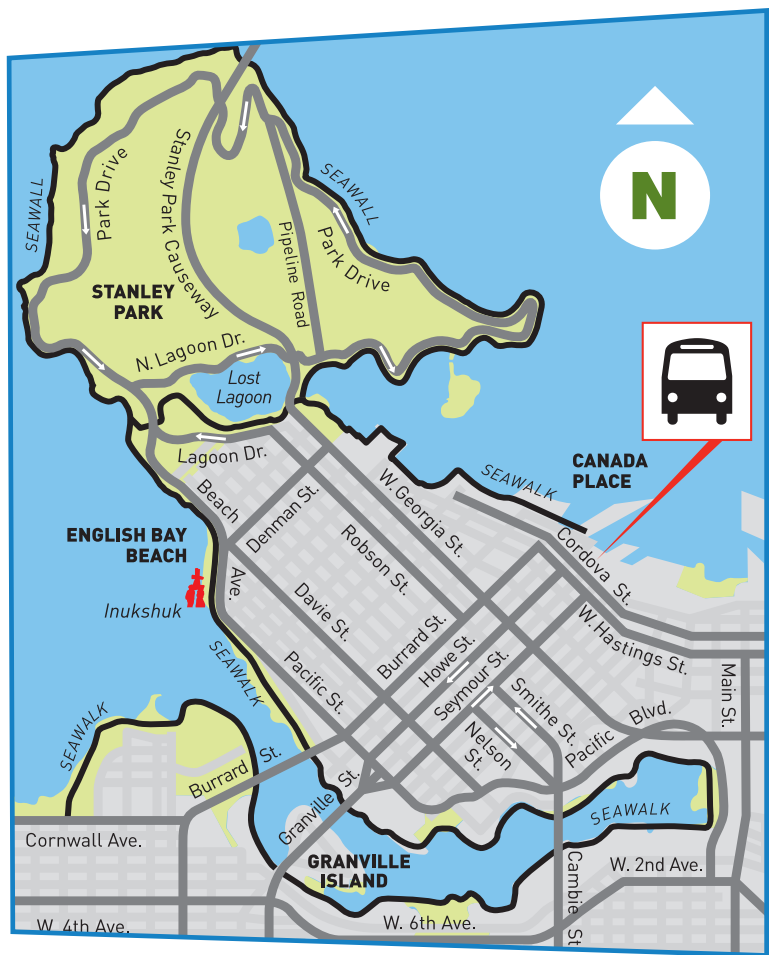 N
SEAWALL
Park Drive
Stanley Park Causeway
SEAWALL
Pipeline Road
Park Drive
STANLEY
PARK
N. Lagoon Dr.
Lost
Lagoon
Lagoon Dr.
CANADA
PLACE
SEAWALK
W. Georgia St.
Beach
Ave.
Denman St.
Robson St.
Cordova St.
ENGLISH BAY
BEACH
Inukshuk
Davie St.
Burrard St.
Howe St.
Seymour St.
W. Hastings St.
SEAWALK
Pacific St.
Smithe St.
Nelson
St.
Main St.
Pacific
Blvd.
SEAWALK
Burrard St.
Granville St.
SEAWALK
Cornwall Ave.
GRANVILLE
ISLAND
Cambie St
W. 2nd Ave.
W. 4th Ave.
W. 6th Ave.